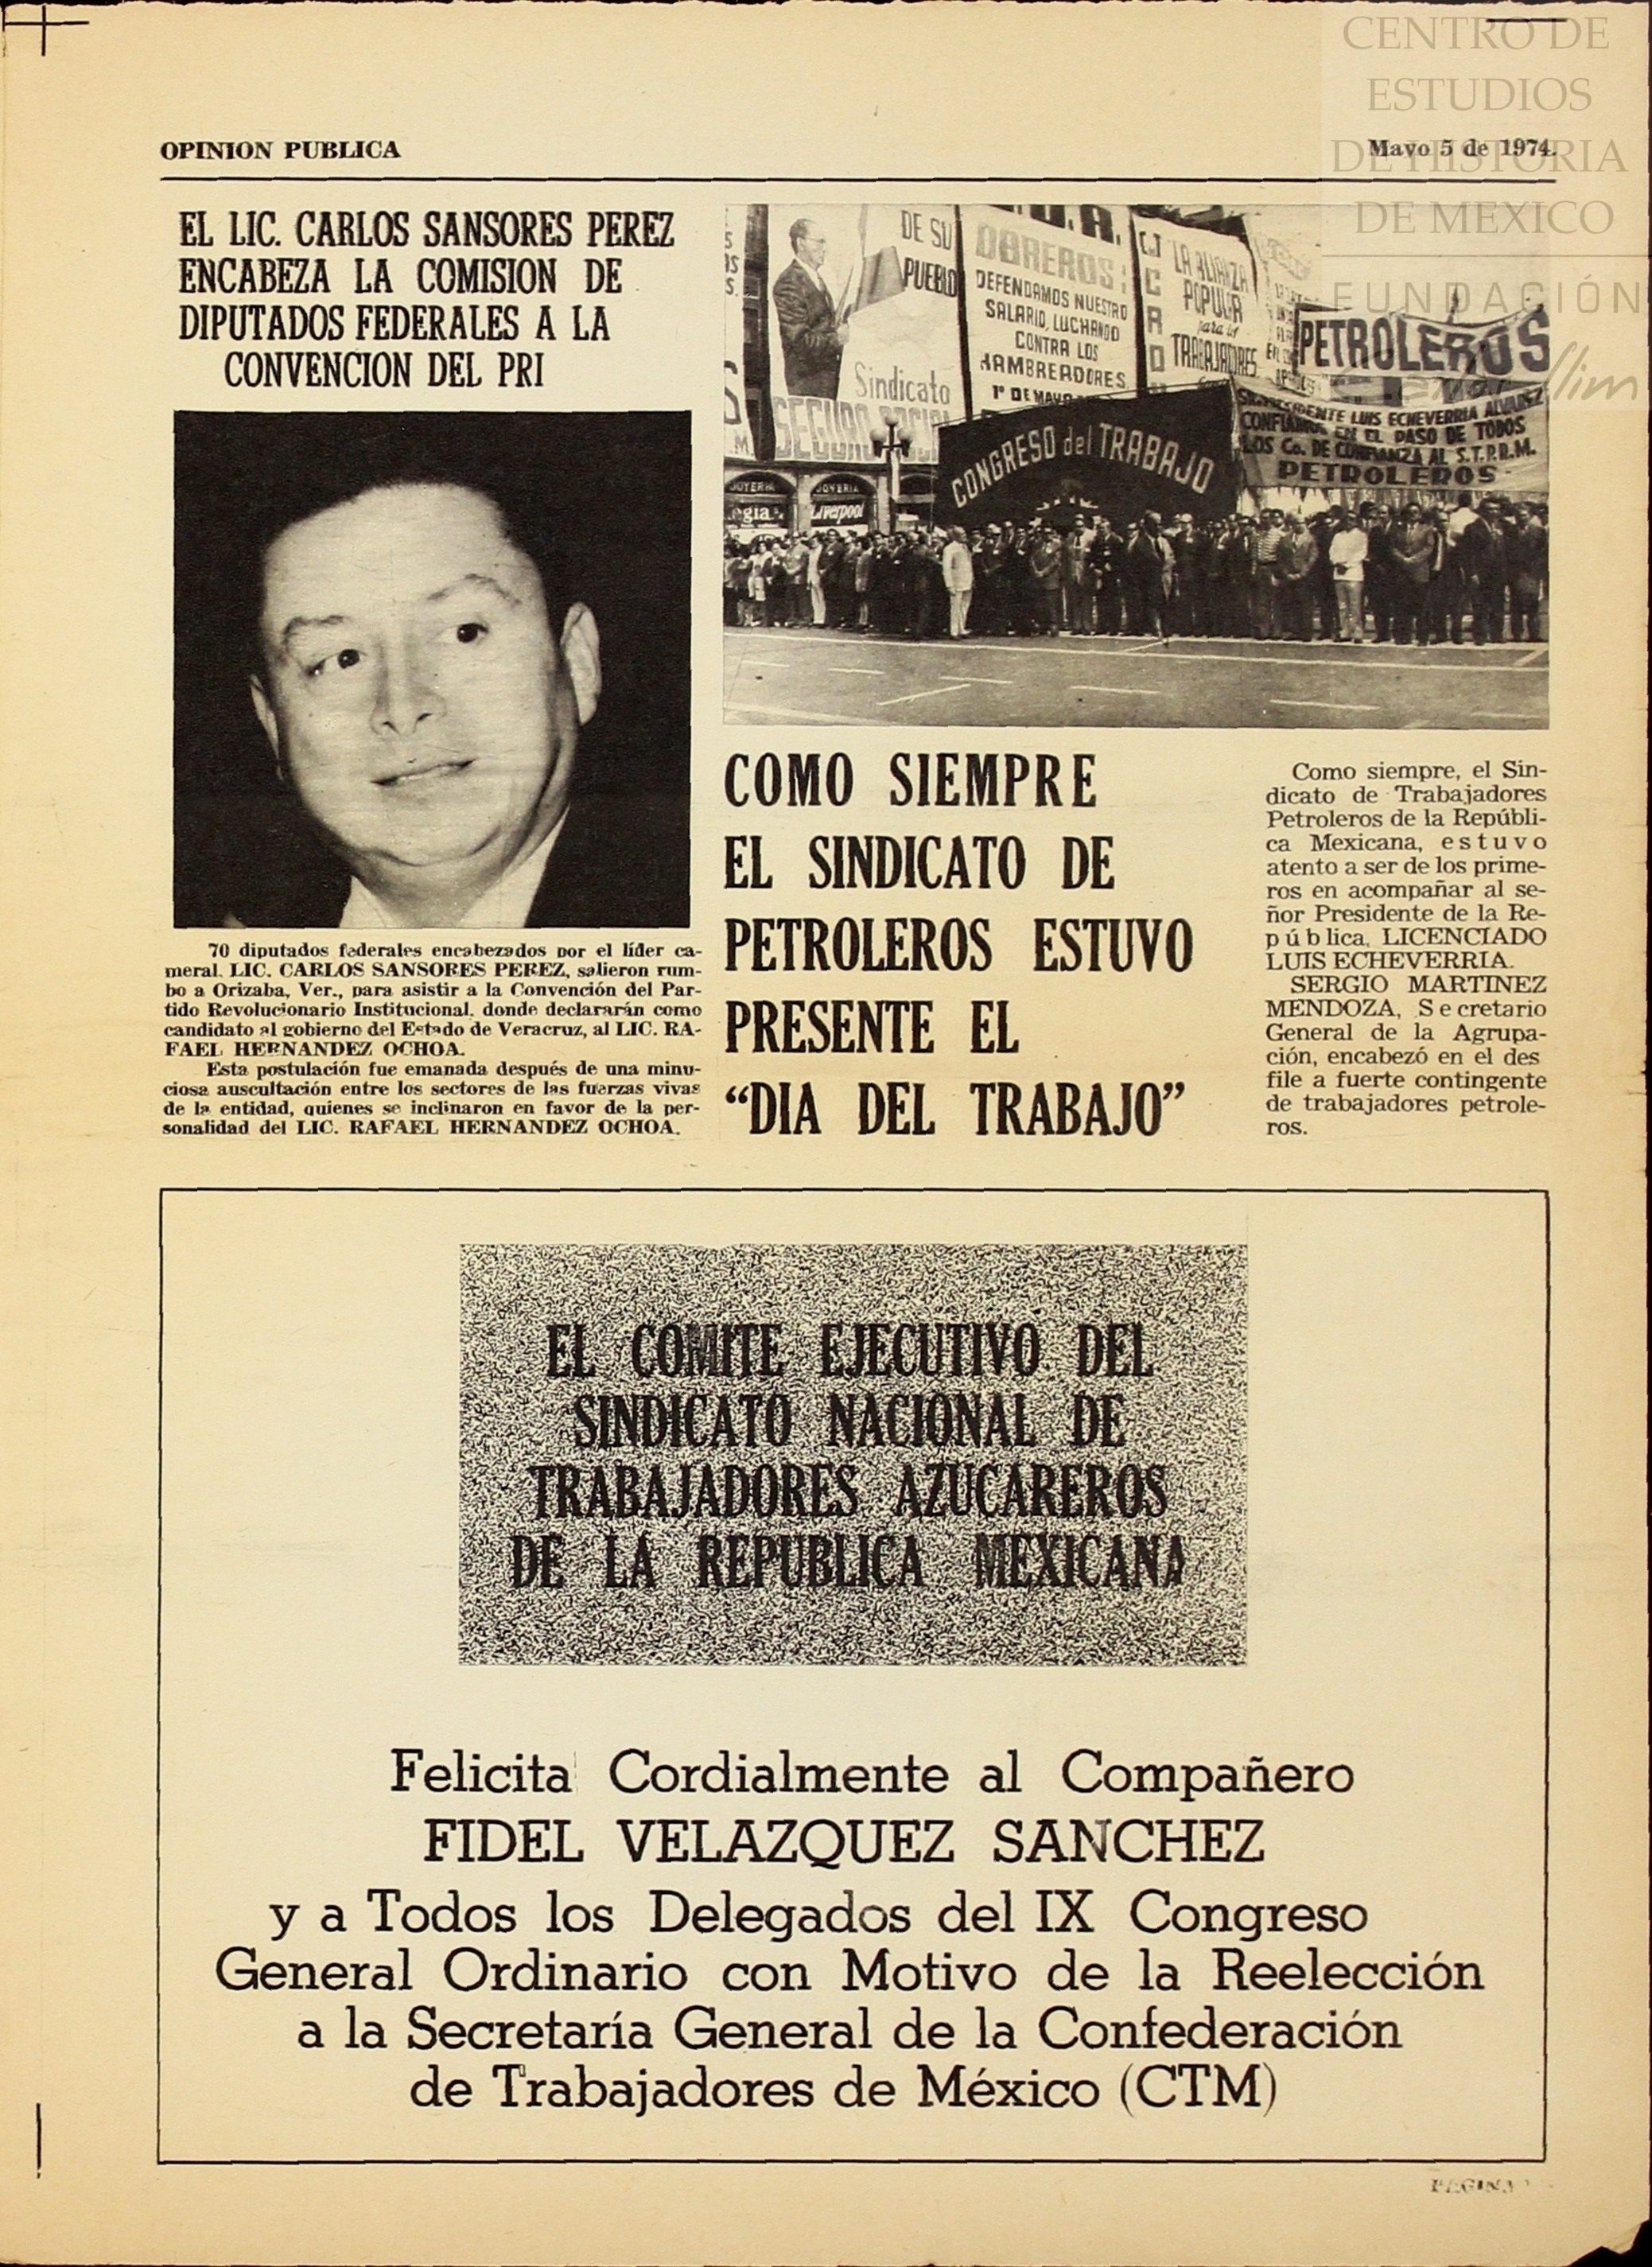 CENTRO DE
ESTUDIOS
DE HISTORIA
DE MEXICO
FUNDACIÓN
OPINION PUBLICA
Mayo 5 de 1974.
EL LIC. CARLOS SANSORES PEREZ
ENCABEZA LA COMISION DE
DIPUTADOS FEDERALES A LA
CONVENCION DEL PRI
70 diputados federales encabezados por el líder ca-
meral. LIC. CARLOS SANSORES PEREZ, salieron rum-
bo a Orizaba, Ver., para asistir a la Convención del Par-
tido Revolucionario Institucional, donde declararán como
candidato al gobierno del Estado de Veracruz, al LIC. RA-
FAEL HERNANDEZ OCHOA.
Esta postulación fue emanada después de una minu-
ciosa auscultación entre los sectores de las fuerzas vivas
de la entidad, quienes se inclinaron en favor de la per-
sonalidad del LIC. RAFAEL HERNANDEZ OCHOA.
DE SU
PUEBLO
Sindicato
SEGURO SOCIAL
OBREROS:
DEFENDAMOS NUESTRO
SALARIO, LUCHANDO
CONTRA LOS
HAMBREADORES
1º DE MAYO
LA ALIANZA
POPULAR
para los
TRABAJADORES
PETROLEROS
SR. PRESIDENTE LUIS ECHEVERRIA ALVAREZ
CONFIAMOS EN EL PASO DE TODOS
LOS Co. DE CONFIANZA AL S.T.P.R.M.
PETROLEROS
CONGRESO del TRABAJO
JOYERIA
JOYERIA
Liverpool
COMO SIEMPRE
EL SINDICATO DE
PETROLEROS ESTUVO
PRESENTE EL
“DIA DEL TRABAJO”
Como siempre, el Sin-
dicato de Trabajadores
Petroleros de la Repúbli-
ca Mexicana, estuvo
atento a ser de los prime-
ros en acompañar al se-
ñor Presidente de la Re-
pública, LICENCIADO
LUIS ECHEVERRIA.
SERGIO MARTINEZ
MENDOZA, Secretario
General de la Agrupa-
ción, encabezó en el des
file a fuerte contingente
de trabajadores petrole-
ros.
EL COMITE EJECUTIVO DEL
SINDICATO NACIONAL DE
TRABAJADORES AZUCAREROS
DE LA REPUBLICA MEXICANA
Felicita Cordialmente al Compañero
FIDEL VELAZQUEZ SANCHEZ
y a Todos los Delegados del IX Congreso
General Ordinario con Motivo de la Reelección
a la Secretaría General de la Confederación
de Trabajadores de México (CTM)
PAGINA